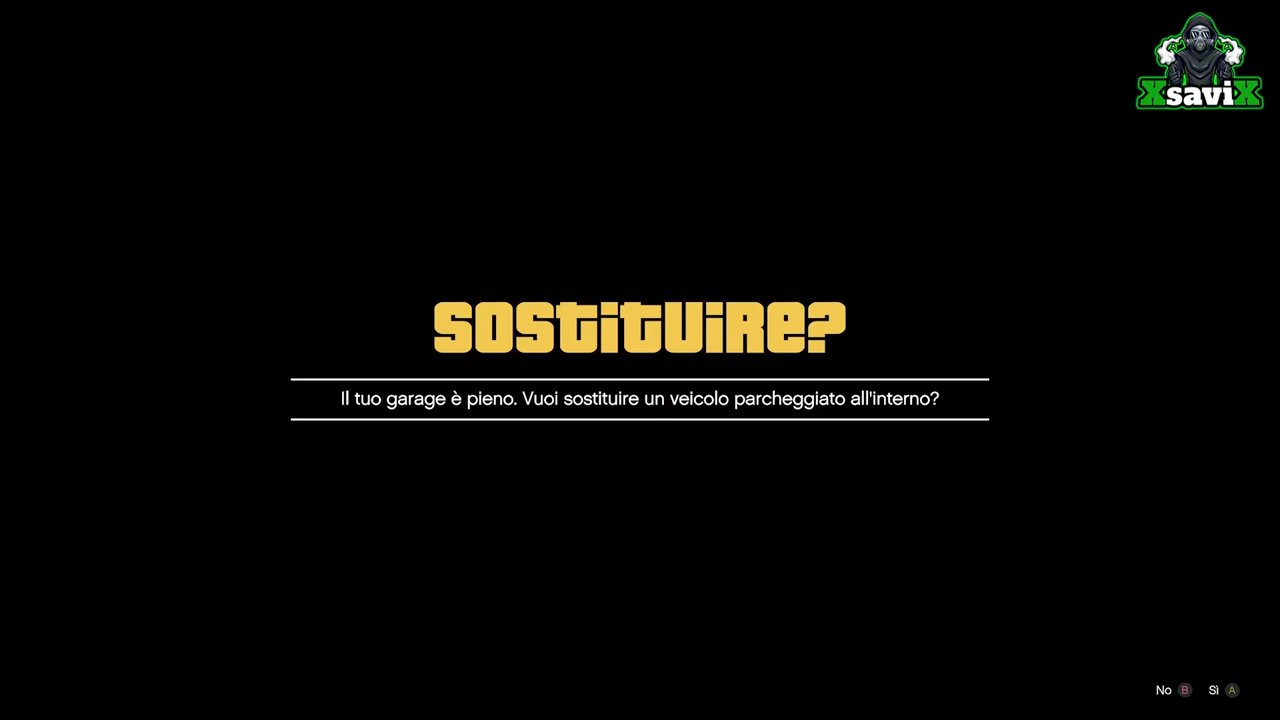 XsaviX
sostituire?
Il tuo garage è pieno. Vuoi sostituire un veicolo parcheggiato all'interno?
No B Sì A